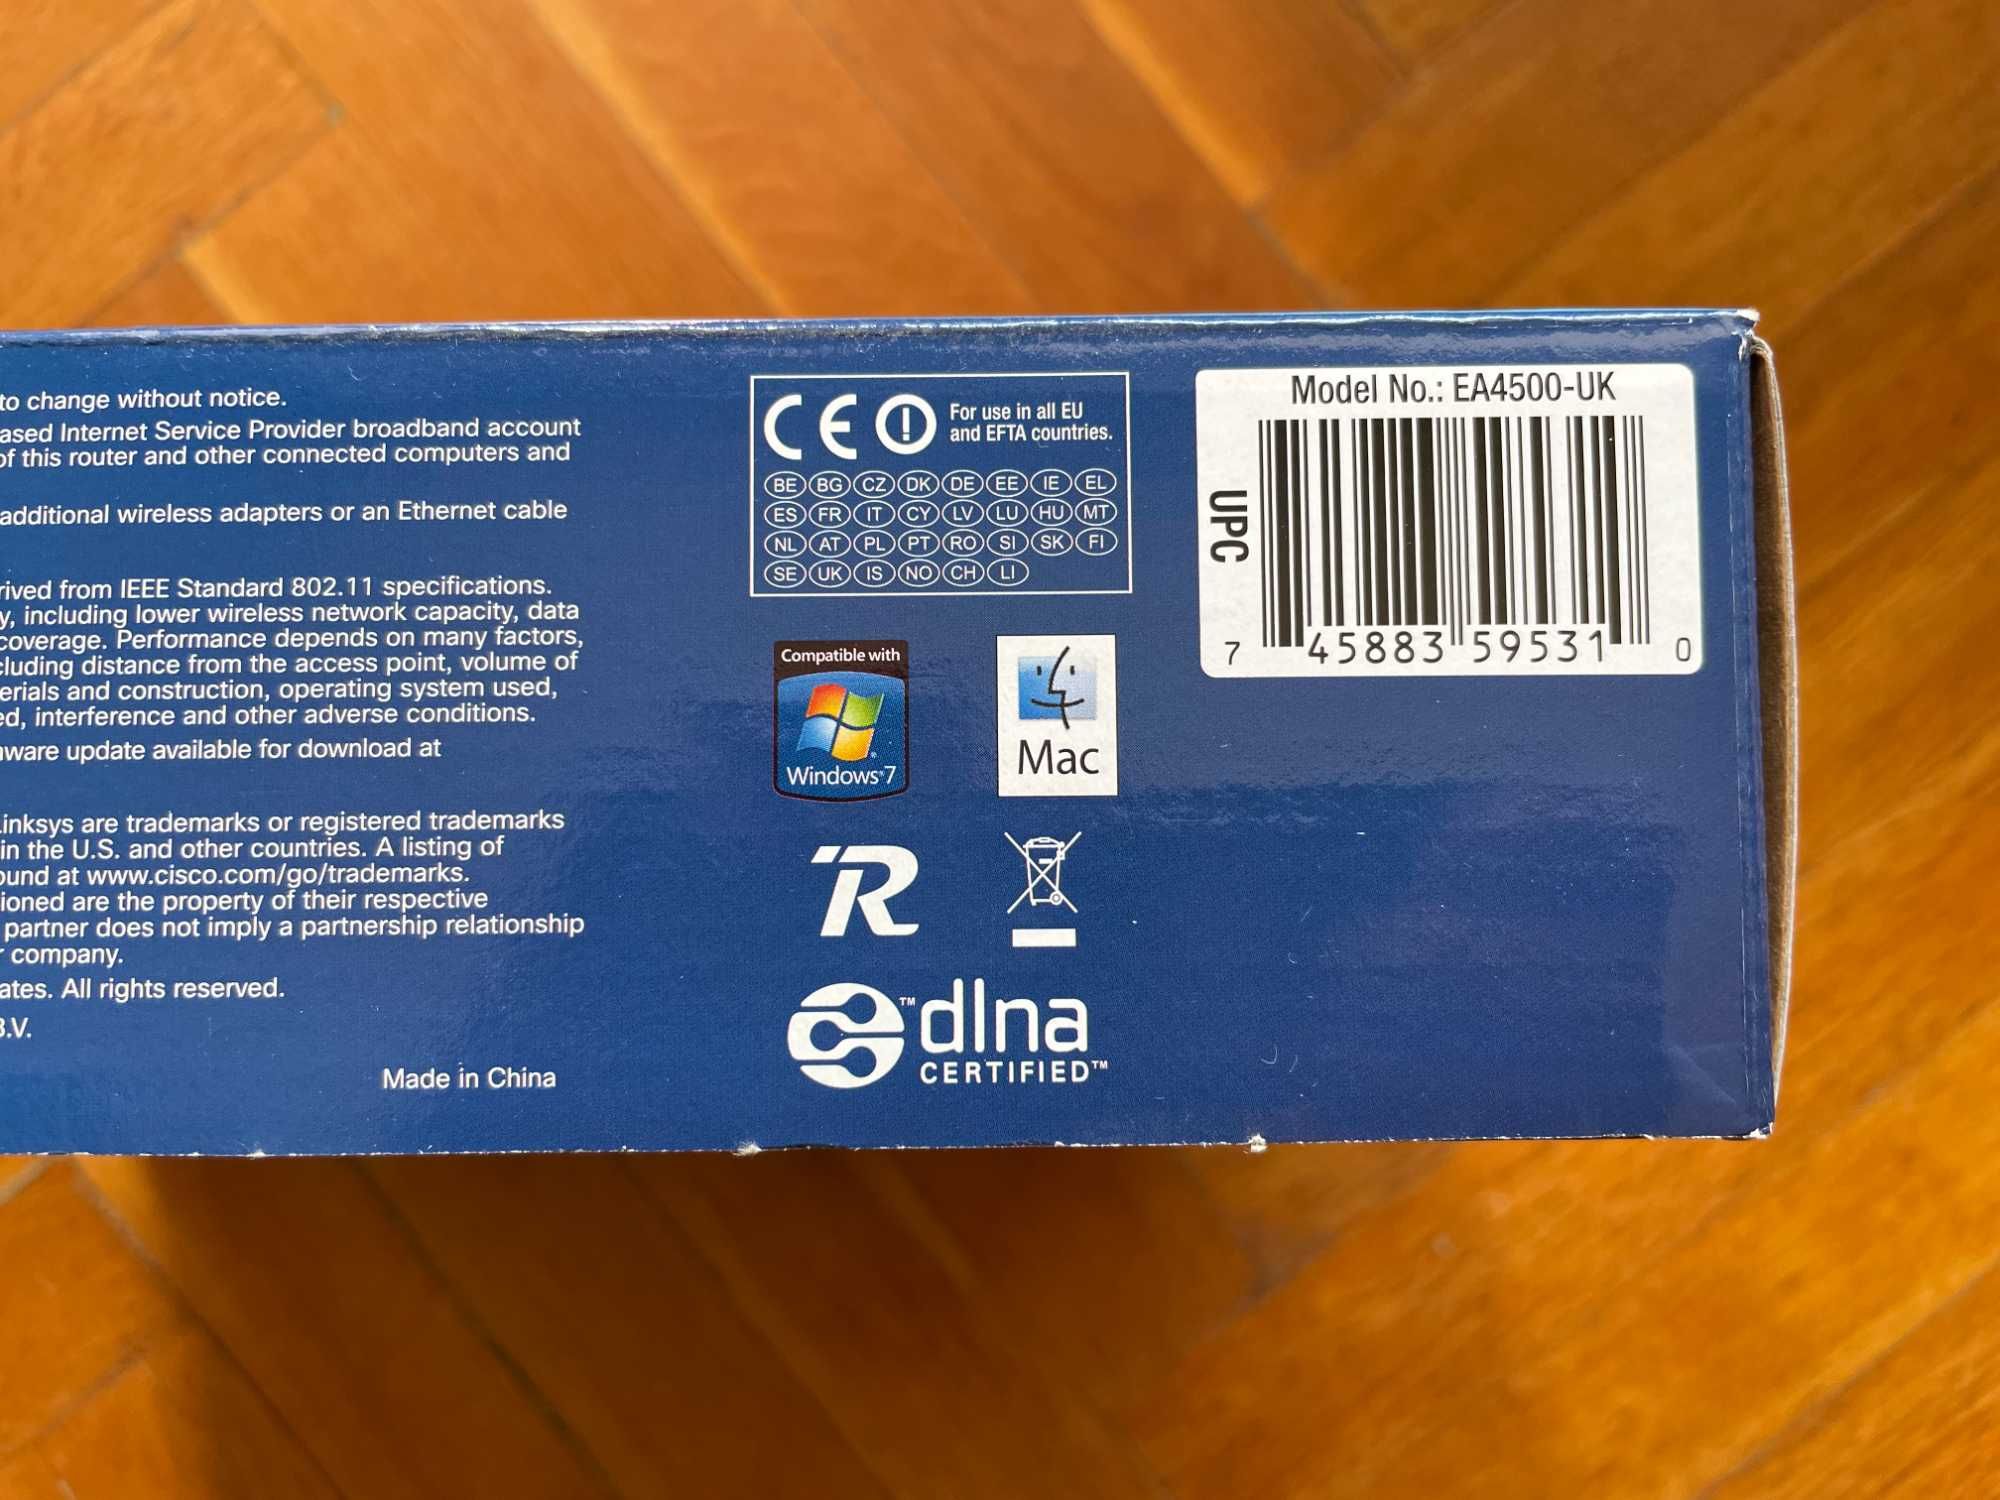 to change without notice.
ased Internet Service Provider broadband account
of this router and other connected computers and
additional wireless adapters or an Ethernet cable
rived from IEEE Standard 802.11 specifications.
y, including lower wireless network capacity, data
coverage. Performance depends on many factors,
cluding distance from the access point, volume of
erials and construction, operating system used,
ed, interference and other adverse conditions.
ware update available for download at
inksys are trademarks or registered trademarks
in the U.S. and other countries. A listing of
ound at www.cisco.com/go/trademarks.
ioned are the property of their respective
partner does not imply a partnership relationship
r company.
ates. All rights reserved.
B.V.
Made in China
CE
For use in all EU
and EFTA countries.
BE BG CZ DK DE EE IE EL
ES FR IT CY LV LU HU MT
NL AT PL PT RO SI SK FI
SE UK IS NO CH LI
Compatible with
Windows®7
Mac
R
™ dlna
CERTIFIED™
Model No.: EA4500-UK
UPC
7 45883 59531 0